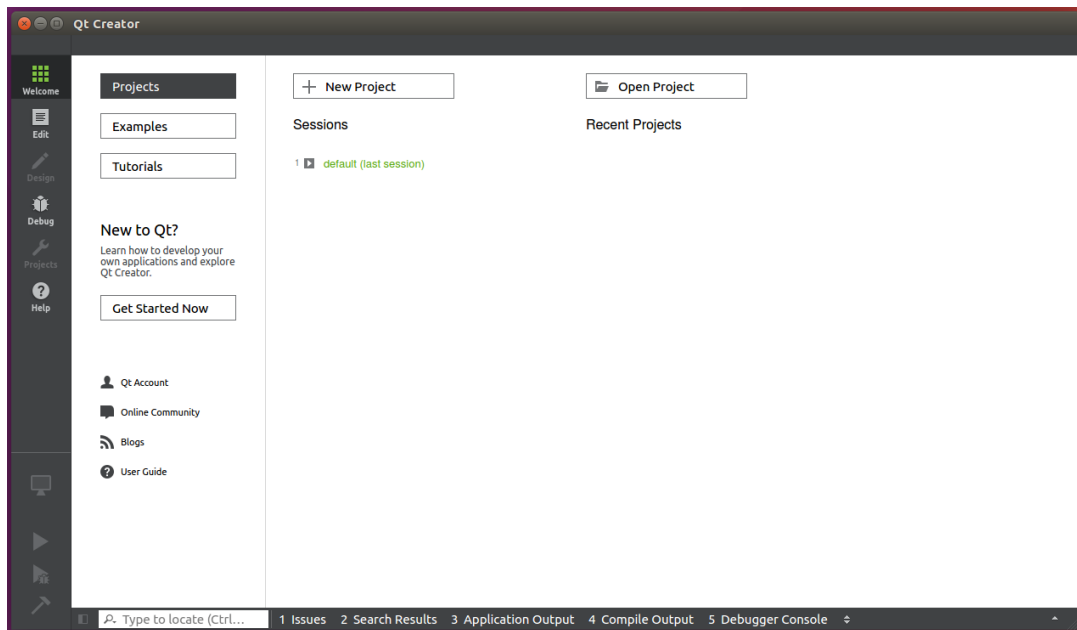 Qt Creator
Welcome
Edit
Design
Debug
Projects
Help
Projects
Examples
Tutorials
New to Qt?
Learn how to develop your
own applications and explore
Qt Creator.
Get Started Now
Qt Account
Online Community
Blogs
User Guide
New Project
Open Project
Sessions
Recent Projects
1 default (last session)
Type to locate (Ctrl...
1 Issues 2 Search Results 3 Application Output 4 Compile Output 5 Debugger Console